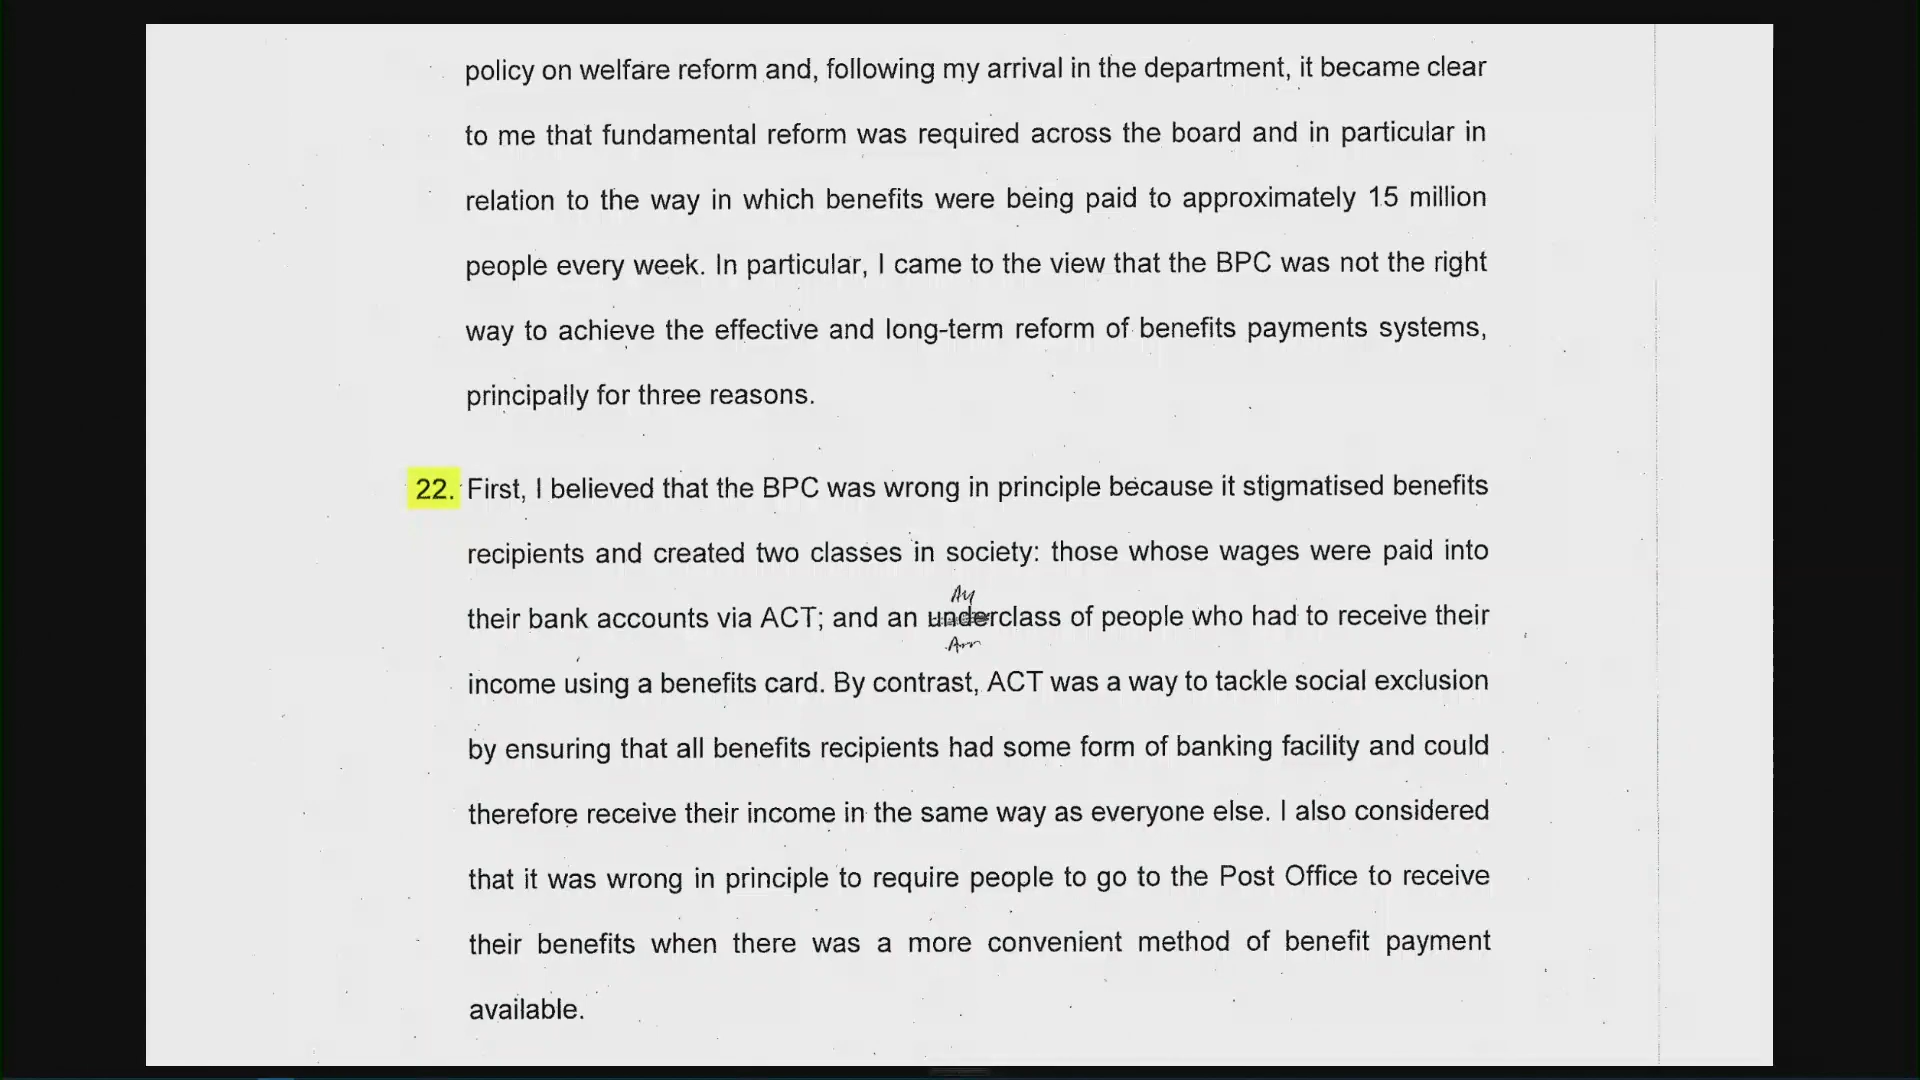 policy on welfare reform and, following my arrival in the department, it became clear
to me that fundamental reform was required across the board and in particular in
relation to the way in which benefits were being paid to approximately 15 million
people every week. In particular, I came to the view that the BPC was not the right
way to achieve the effective and long-term reform of benefits payments systems,
principally for three reasons.
22. First, I believed that the BPC was wrong in principle because it stigmatised benefits
recipients and created two classes in society: those whose wages were paid into
their bank accounts via ACT; and an underclass of people who had to receive their
income using a benefits card. By contrast, ACT was a way to tackle social exclusion
by ensuring that all benefits recipients had some form of banking facility and could
therefore receive their income in the same way as everyone else. I also considered
that it was wrong in principle to require people to go to the Post Office to receive
their benefits when there was a more convenient method of benefit payment
available.